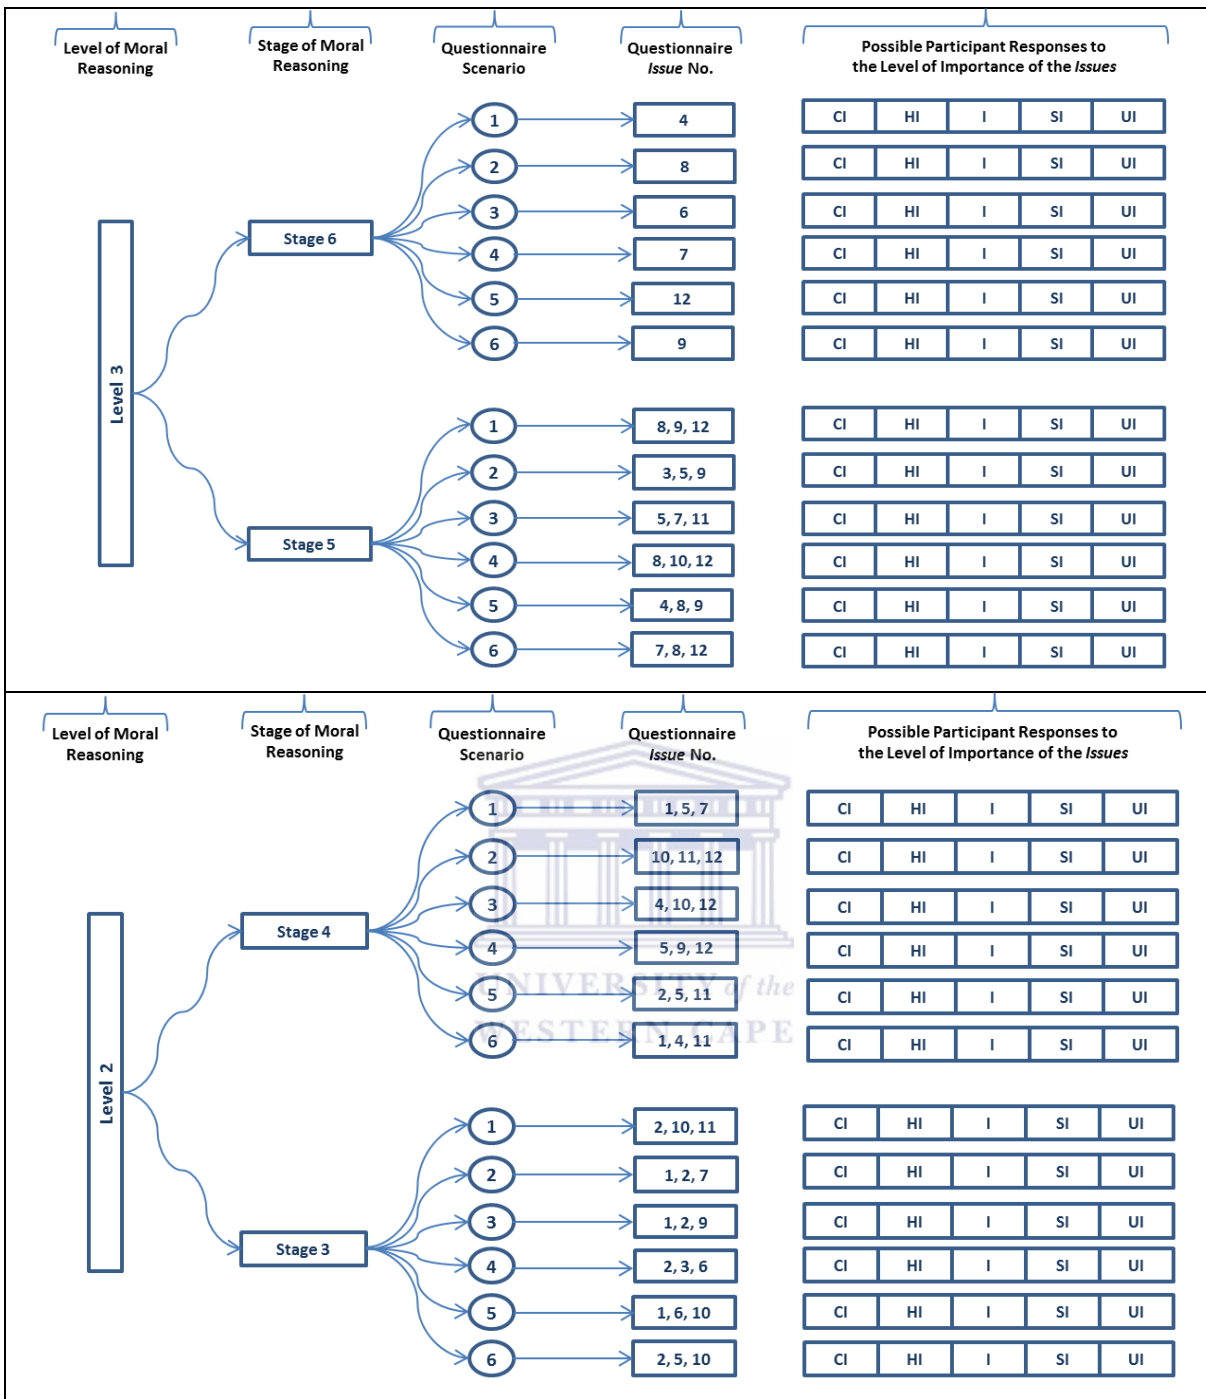 Level of Moral Reasoning
Stage of Moral Reasoning
Questionnaire Scenario
Questionnaire Issue No.
Possible Participant Responses to the Level of Importance of the Issues
Level 3
Stage 6
1 4 CI HI I SI UI
2 8 CI HI I SI UI
3 6 CI HI I SI UI
4 7 CI HI I SI UI
5 12 CI HI I SI UI
6 9 CI HI I SI UI
Stage 5
1 8, 9, 12 CI HI I SI UI
2 3, 5, 9 CI HI I SI UI
3 5, 7, 11 CI HI I SI UI
4 8, 10, 12 CI HI I SI UI
5 4, 8, 9 CI HI I SI UI
6 7, 8, 12 CI HI I SI UI
Level of Moral Reasoning
Stage of Moral Reasoning
Questionnaire Scenario
Questionnaire Issue No.
Possible Participant Responses to the Level of Importance of the Issues
Level 2
Stage 4
1 1, 5, 7 CI HI I SI UI
2 10, 11, 12 CI HI I SI UI
3 4, 10, 12 CI HI I SI UI
4 5, 9, 12 CI HI I SI UI
5 2, 5, 11 CI HI I SI UI
6 1, 4, 11 CI HI I SI UI
UNIVERSITY of the
WESTERN CAPE
Stage 3
1 2, 10, 11 CI HI I SI UI
2 1, 2, 7 CI HI I SI UI
3 1, 2, 9 CI HI I SI UI
4 2, 3, 6 CI HI I SI UI
5 1, 6, 10 CI HI I SI UI
6 2, 5, 10 CI HI I SI UI